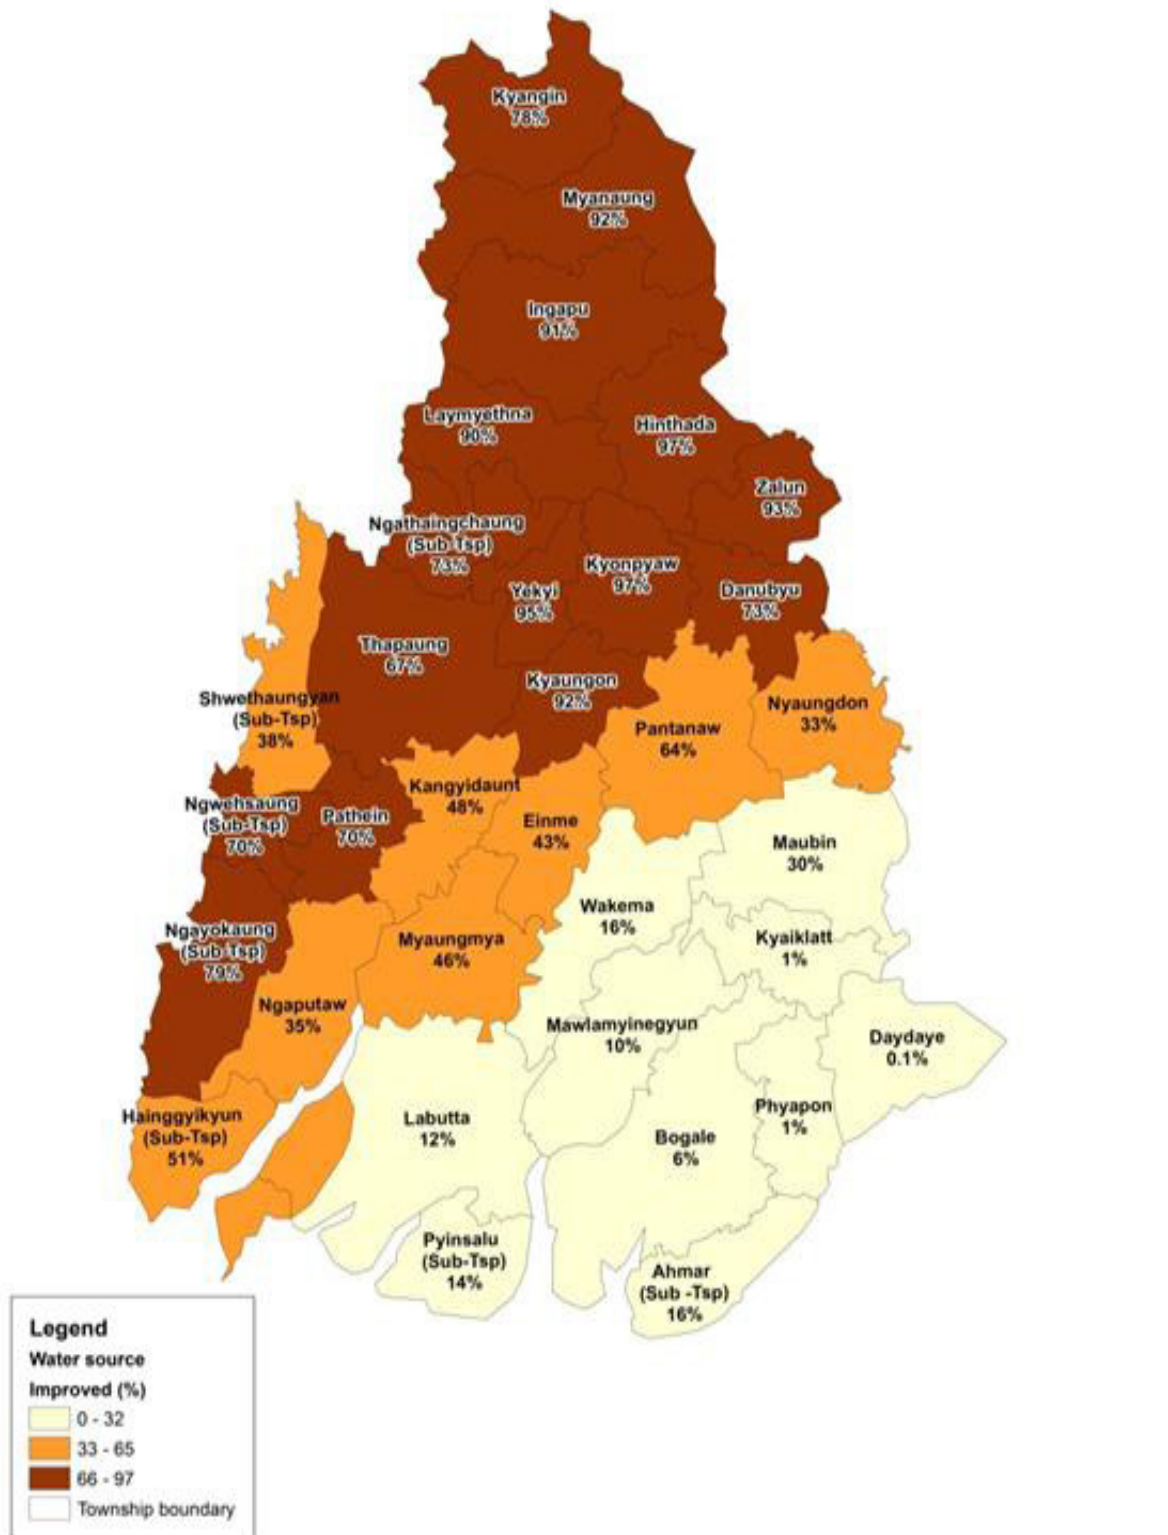 Kyangin
78%
Myanaung
92%
Ingapu
91%
Laymyethna
90%
Hinthada
97%
Zalun
93%
Ngathaingchaung
(Sub Tsp)
73%
Kyonpyaw
97%
Yekyi
95%
Danubyu
73%
Thapaung
67%
Kyaungon
92%
Shwethaungyan
(Sub-Tsp)
38%
Pantanaw
64%
Nyaungdon
33%
Ngwehsaung
(Sub-Tsp)
70%
Pathein
70%
Kangyidaunt
48%
Einme
43%
Maubin
30%
Wakema
16%
Kyaiklatt
1%
Ngayokaung
(Sub Tsp)
79%
Myaungmya
46%
Ngaputaw
35%
Mawlamyinegyun
10%
Daydaye
0.1%
Hainggyikyun
(Sub-Tsp)
51%
Labutta
12%
Bogale
6%
Phyapon
1%
Pyinsalu
(Sub-Tsp)
14%
Ahmar
(Sub -Tsp)
16%
Legend
Water source
Improved (%)
0 - 32
33 - 65
66 - 97
Township boundary